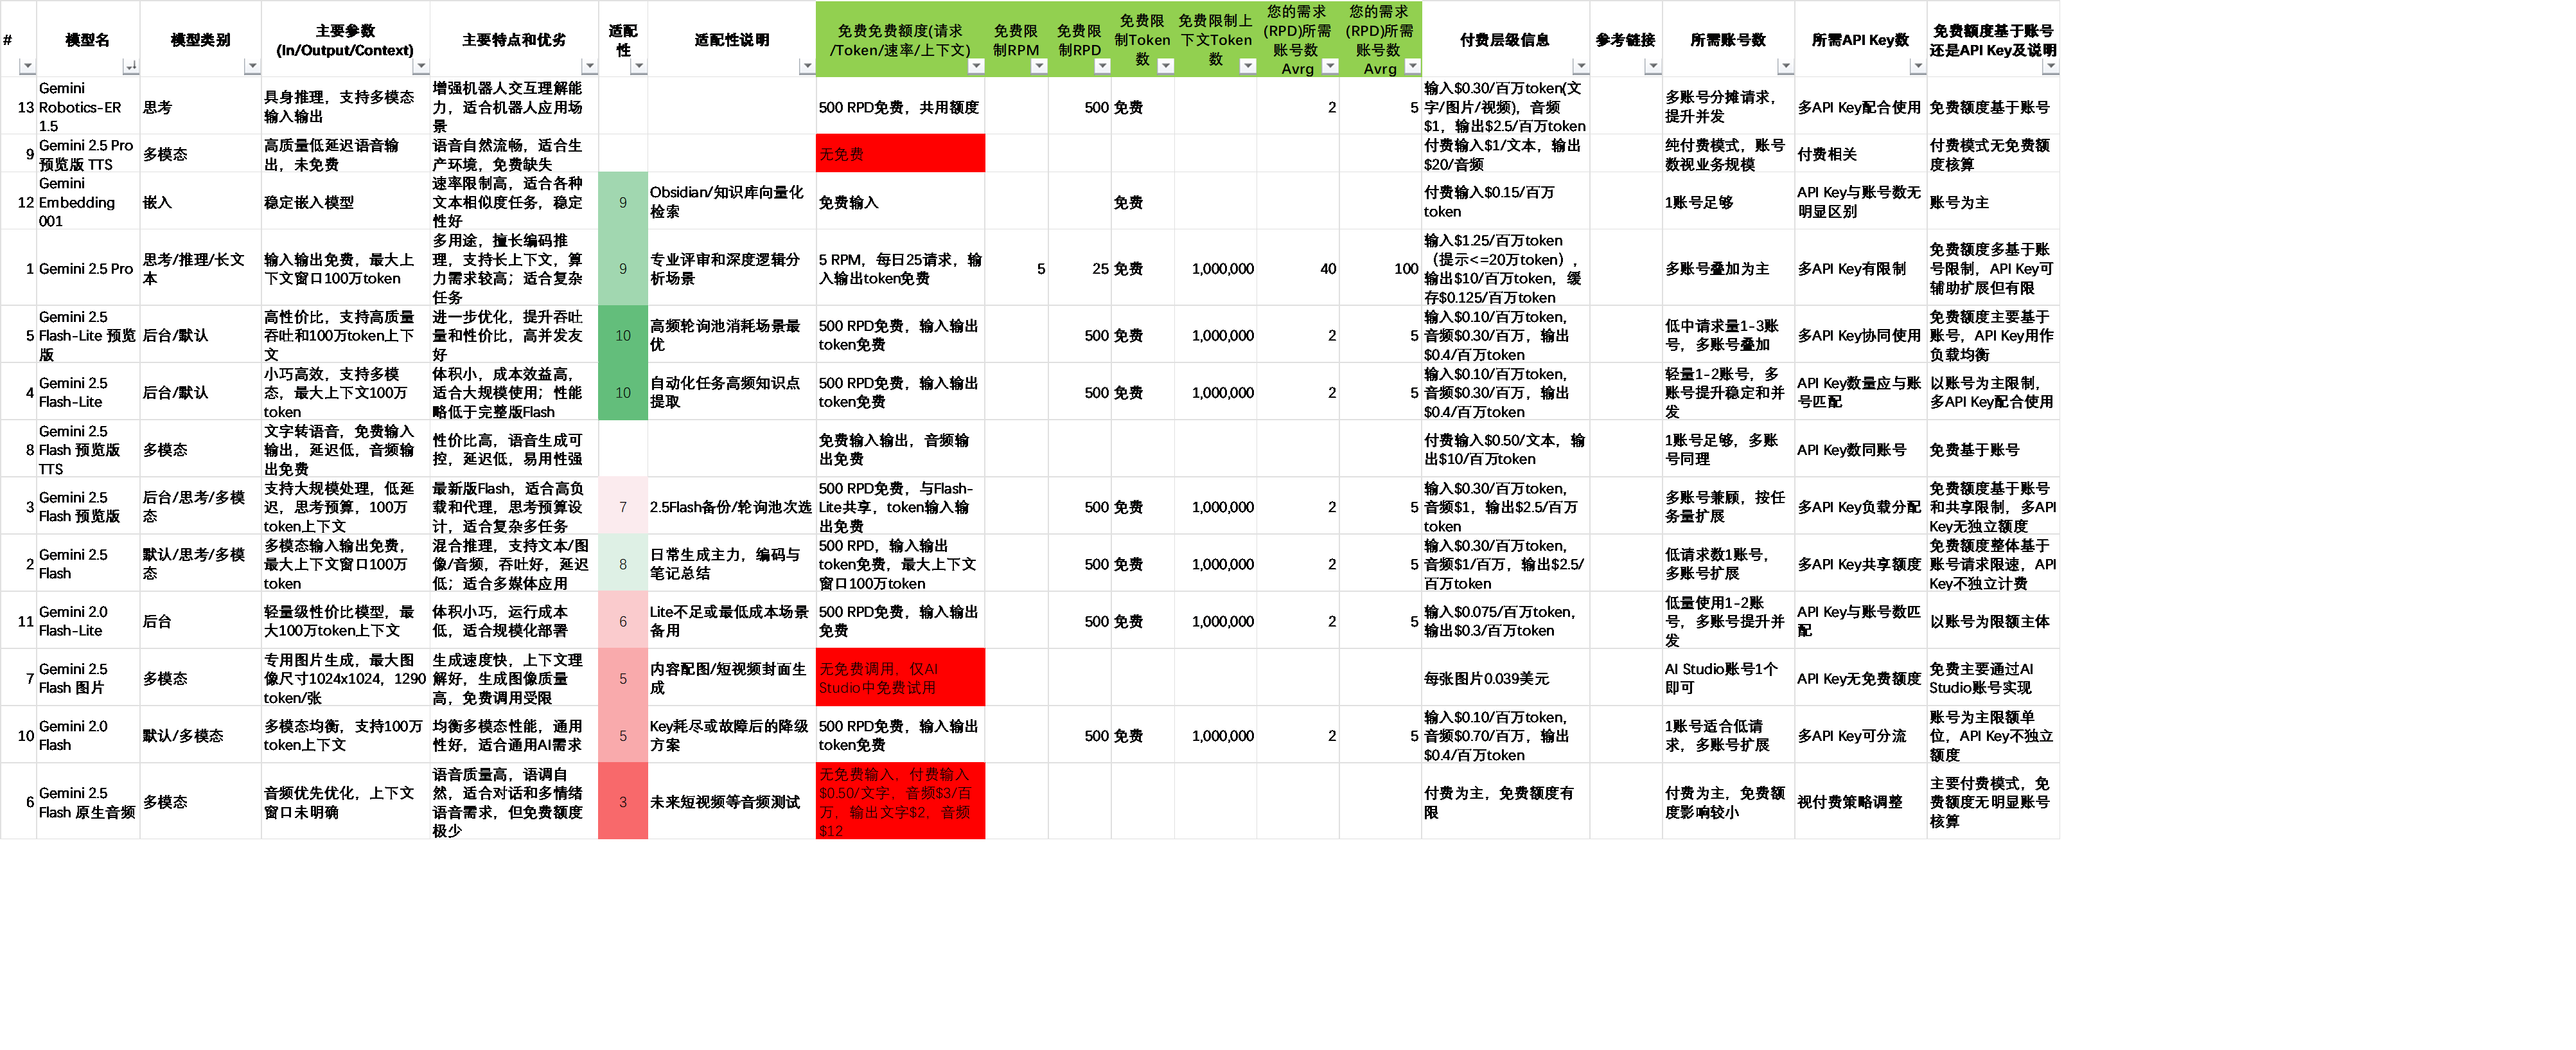 #
模型名
模型类别
主要参数
(In/Output/Context)
主要特点和优劣
适配
性
适配性说明
免费免费额度(请求
/Token/速率/上下文)
免费限
制RPM
免费限
制RPD
免费限
制Token
数
免费限制上
下文Token
数
您的需求
(RPD)所需
账号数
Avrg
您的需求
(RPD)所需
账号数
Avrg
付费层级信息
参考链接
所需账号数
所需API Key数
免费额度基于账号
还是API Key及说明
13
Gemini
Robotics-ER
1.5
思考
具身推理，支持多模态
输入输出
增强机器人交互理解能
力，适合机器人应用场
景
500 RPD免费，共用额度
500
免费
2
5
输入$0.30/百万token(文
字/图片/视频)，音频
$1，输出$2.5/百万token
多账号分摊请求，
提升并发
多API Key配合使用
免费额度基于账号
9
Gemini 2.5 Pro
预览版 TTS
多模态
高质量低延迟语音输
出，未免费
语音自然流畅，适合生
产环境，免费缺失
无免费
付费输入$1/文本，输出
$20/音频
纯付费模式，账号
数视业务规模
付费相关
付费模式无免费额
度核算
12
Gemini
Embedding
001
嵌入
稳定嵌入模型
速率限制高，适合各种
文本相似度任务，稳定
性好
9
Obsidian/知识库向量化
检索
免费输入
免费
付费输入$0.15/百万
token
1账号足够
API Key与账号数无
明显区别
账号为主
1
Gemini 2.5 Pro
思考/推理/长文
本
输入输出免费，最大上
下文窗口100万token
多用途，擅长编码推
理，支持长上下文，算
力需求较高；适合复杂
任务
9
专业评审和深度逻辑分
析场景
5 RPM，每日25请求，输
入输出token免费
5
25
免费
1,000,000
40
100
输入$1.25/百万token
（提示<=20万token），
输出$10/百万token，缓
存$0.125/百万token
多账号叠加为主
多API Key有限制
免费额度多基于账
号限制，API Key可
辅助扩展但有限
5
Gemini 2.5
Flash-Lite 预览
版
后台/默认
高性价比，支持高质量
吞吐和100万token上下
文
进一步优化，提升吞吐
量和性价比，高并发友
好
10
高频轮询池消耗场景最
优
500 RPD免费，输入输出
token免费
500
免费
1,000,000
2
5
输入$0.10/百万token，
音频$0.30/百万，输出
$0.4/百万token
低中请求量1-3账
号，多账号叠加
多API Key协同使用
免费额度主要基于
账号，API Key用作
负载均衡
4
Gemini 2.5
Flash-Lite
后台/默认
小巧高效，支持多模
态，最大上下文100万
token
体积小，成本效益高，
适合大规模使用；性能
略低于完整版Flash
10
自动化任务高频知识点
提取
500 RPD免费，输入输出
token免费
500
免费
1,000,000
2
5
输入$0.10/百万token，
音频$0.30/百万，输出
$0.4/百万token
轻量1-2账号，多
账号提升稳定和并
发
API Key数量应与账
号匹配
以账号为主限制，
多API Key配合使用
8
Gemini 2.5
Flash 预览版
TTS
多模态
文字转语音，免费输入
输出，延迟低，音频输
出免费
性价比高，语音生成可
控，延迟低，易用性强
免费输入输出，音频输
出免费
付费输入$0.50/文本，输
出$10/百万token
1账号足够，多账
号同理
API Key数同账号
免费基于账号
3
Gemini 2.5
Flash 预览版
后台/思考/多模
态
支持大规模处理，低延
迟，思考预算，100万
token上下文
最新版Flash，适合高负
载和代理，思考预算设
计，适合复杂多任务
7
2.5Flash备份/轮询池次选
500 RPD免费，与Flash-
Lite共享，token输入输
出免费
500
免费
1,000,000
2
5
输入$0.30/百万token，
音频$1，输出$2.5/百万
token
多账号兼顾，按任
务量扩展
多API Key负载分配
免费额度基于账号
和共享限制，多API
Key无独立额度
2
Gemini 2.5
Flash
默认/思考/多模
态
多模态输入输出免费，
最大上下文窗口100万
token
混合推理，支持文本/图
像/音频，吞吐好，延迟
低；适合多媒体应用
8
日常生成主力，编码与
笔记总结
500 RPD，输入输出
token免费，最大上下文
窗口100万token
500
免费
1,000,000
2
5
输入$0.30/百万token，
音频$1/百万，输出$2.5/
百万token
低请求数1账号，
多账号扩展
多API Key共享额度
免费额度整体基于
账号请求限速，API
Key不独立计费
11
Gemini 2.0
Flash-Lite
后台
轻量级性价比模型，最
大100万token上下文
体积小巧，运行成本
低，适合规模化部署
6
Lite不足或最低成本场景
备用
500 RPD免费，输入输出
免费
500
免费
1,000,000
2
5
输入$0.075/百万token，
输出$0.3/百万token
低量使用1-2账
号，多账号提升并
发
API Key与账号数匹
配
以账号为限额主体
7
Gemini 2.5
Flash 图片
多模态
专用图片生成，最大图
像尺寸1024x1024，1290
token/张
生成速度快，上下文理
解好，生成图像质量
高，免费调用受限
5
内容配图/短视频封面生
成
无免费调用，仅AI
Studio中免费试用
每张图片0.039美元
AI Studio账号1个
即可
API Key无免费额度
免费主要通过AI
Studio账号实现
10
Gemini 2.0
Flash
默认/多模态
多模态均衡，支持100万
token上下文
均衡多模态性能，通用
性好，适合通用AI需求
5
Key耗尽或故障后的降级
方案
500 RPD免费，输入输出
token免费
500
免费
1,000,000
2
5
输入$0.10/百万token，
音频$0.70/百万，输出
$0.4/百万token
1账号适合低请
求，多账号扩展
多API Key可分流
账号为主限额单
位，API Key不独立
额度
6
Gemini 2.5
Flash 原生音频
多模态
音频优先优化，上下文
窗口未明确
语音质量高，语调自
然，适合对话和多情绪
语音需求，但免费额度
极少
3
未来短视频等音频测试
无免费输入，付费输入
$0.50/文字，音频$3/百
万，输出文字$2，音频
$12
付费为主，免费额度有
限
付费为主，免费额
度影响较小
视付费策略调整
主要付费模式，免
费额度无明显账号
核算